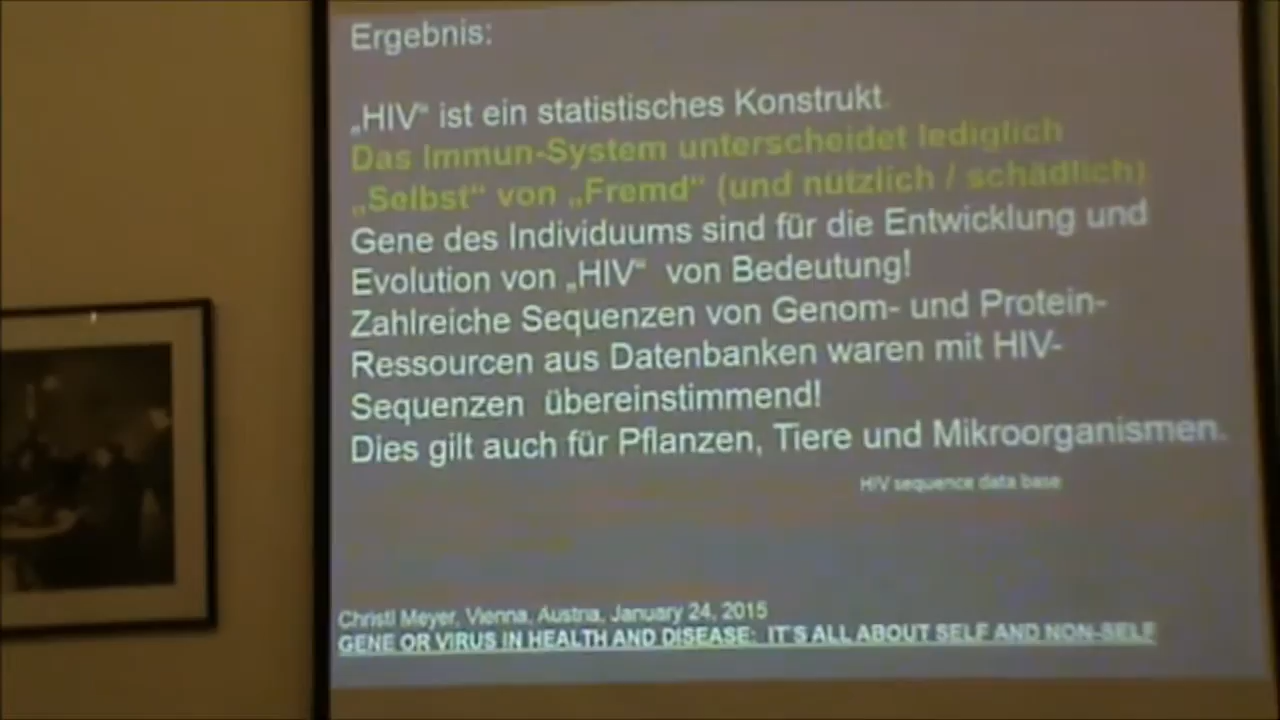 Ergebnis:
„HIV“ ist ein statistisches Konstrukt.
Das Immun-System unterscheidet lediglich
„Selbst“ von „Fremd“ (und nützlich / schädlich)
Gene des Individuums sind für die Entwicklung und
Evolution von „HIV“ von Bedeutung!
Zahlreiche Sequenzen von Genom- und Protein-
Ressourcen aus Datenbanken waren mit HIV-
Sequenzen übereinstimmend!
Dies gilt auch für Pflanzen, Tiere und Mikroorganismen.
HIV sequence data base
Christl Meyer, Vienna, Austria, January 24, 2015
GENE OR VIRUS IN HEALTH AND DISEASE: IT'S ALL ABOUT SELF AND NON-SELF